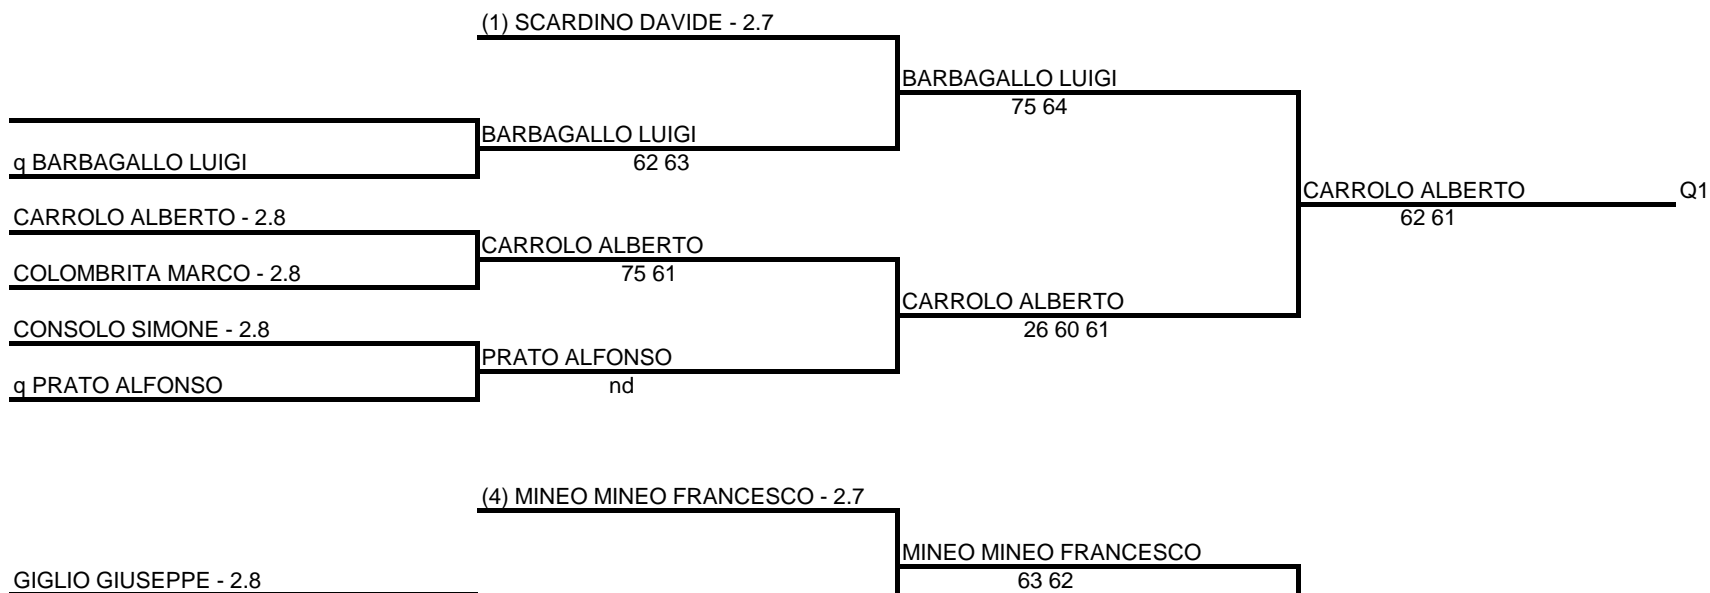 (1) SCARDINO DAVIDE - 2.7
BARBAGALLO LUIGI
75 64
BARBAGALLO LUIGI
q BARBAGALLO LUIGI
62 63
CARROLO ALBERTO
Q1
CARROLO ALBERTO - 2.8
62 61
CARROLO ALBERTO
COLOMBRITA MARCO - 2.8
75 61
CARROLO ALBERTO
CONSOLO SIMONE - 2.8
26 60 61
PRATO ALFONSO
q PRATO ALFONSO
nd
(4) MINEO MINEO FRANCESCO - 2.7
MINEO MINEO FRANCESCO
GIGLIO GIUSEPPE - 2.8
63 62